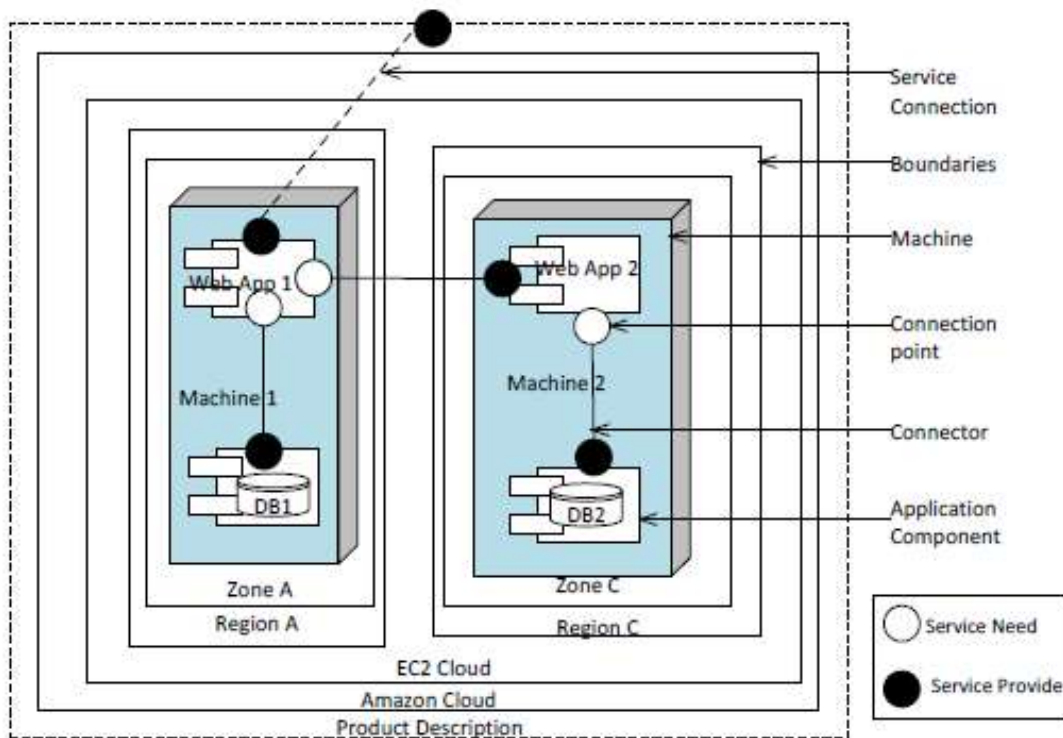 Service
Connection
Boundaries
Machine
Connection
point
Connector
Application
Component
Web App 1
Web App 2
Machine 1
Machine 2
DB1
DB2
Zone A
Region A
Zone C
Region C
EC2 Cloud
Amazon Cloud
Product Description
Service Need
Service Provide